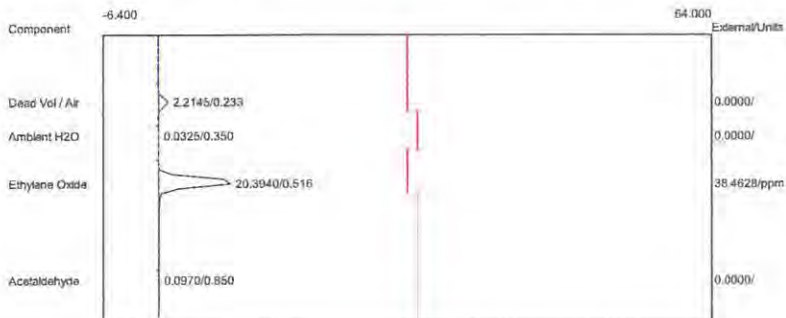 -6.400 64.000
Component External/Units
Dead Vol / Air 2.2145/0.233 0.0000/
Ambient H2O 0.0325/0.350 0.0000/
Ethylene Oxide 20.3940/0.516 38.4628/ppm
Acetaldehyde 0.0970/0.850 0.0000/